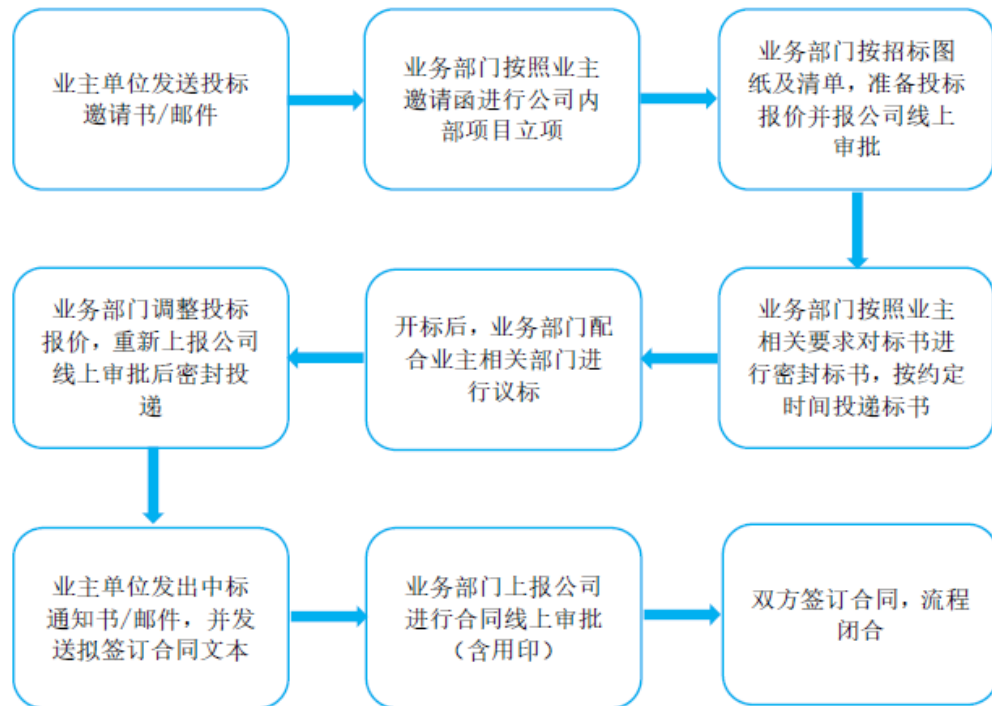 业主单位发送投标
邀请书/邮件
业务部门按照业主
邀请函进行公司内
部项目立项
业务部门按招标图
纸及清单，准备投标
报价并报公司线上
审批
业务部门按照业主
相关要求对标书进
行密封标书，按约定
时间投递标书
开标后，业务部门配
合业主相关部门进
行议标
业务部门调整投标
报价，重新上报公司
线上审批后密封投
递
业主单位发出中标
通知书/邮件，并发
送拟签订合同文本
业务部门上报公司
进行合同线上审批
（含用印）
双方签订合同，流程
闭合